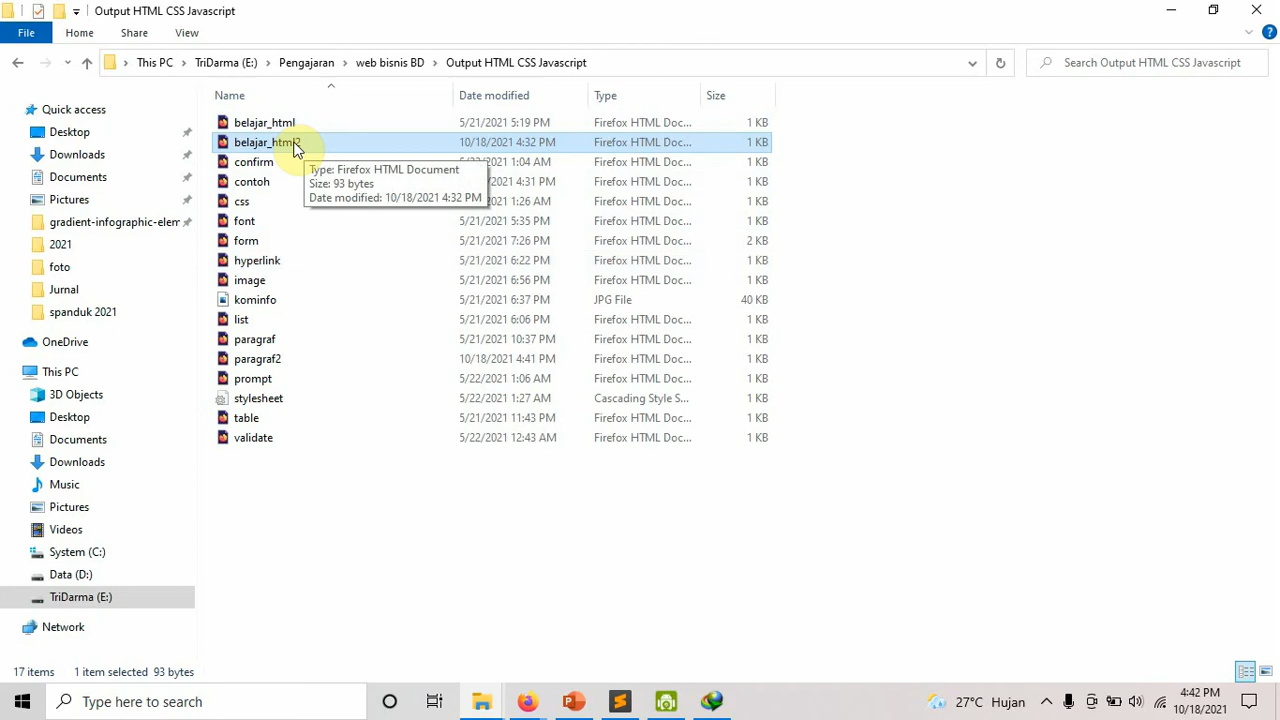 Output HTML CSS Javascript
File Home Share View
This PC TriDarma (E:) Pengajaran web bisnis BD Output HTML CSS Javascript
Search Output HTML CSS Javascript
Quick access
Desktop
Downloads
Documents
Pictures
gradient-infographic-elem
2021
foto
Jurnal
spanduk 2021
OneDrive
This PC
3D Objects
Desktop
Documents
Downloads
Music
Pictures
Videos
System (C:)
Data (D:)
TriDarma (E:)
Network
Name Date modified Type Size
belajar_html 5/21/2021 5:19 PM Firefox HTML Doc... 1 KB
belajar_html2 10/18/2021 4:32 PM Firefox HTML Doc... 1 KB
confirm 1:04 AM Firefox HTML Doc... 1 KB
contoh 4:31 PM Firefox HTML Doc... 1 KB
css 1:26 AM Firefox HTML Doc... 1 KB
Type: Firefox HTML Document
Size: 93 bytes
Date modified: 10/18/2021 4:32 PM
font 5/21/2021 5:35 PM Firefox HTML Doc... 1 KB
form 5/21/2021 7:26 PM Firefox HTML Doc... 2 KB
hyperlink 5/21/2021 6:22 PM Firefox HTML Doc... 1 KB
image 5/21/2021 6:56 PM Firefox HTML Doc... 1 KB
kominfo 5/21/2021 6:37 PM JPG File 40 KB
list 5/21/2021 6:06 PM Firefox HTML Doc... 1 KB
paragraf 5/21/2021 10:37 PM Firefox HTML Doc... 1 KB
paragraf2 10/18/2021 4:41 PM Firefox HTML Doc... 1 KB
prompt 5/22/2021 1:06 AM Firefox HTML Doc... 1 KB
stylesheet 5/22/2021 1:27 AM Cascading Style S... 1 KB
table 5/21/2021 11:43 PM Firefox HTML Doc... 1 KB
validate 5/22/2021 12:43 AM Firefox HTML Doc... 1 KB
17 items 1 item selected 93 bytes
Type here to search
27°C Hujan
4:42 PM
10/18/2021